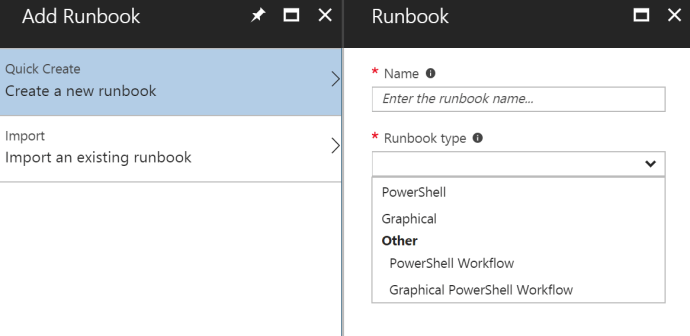 Add Runbook
Quick Create
Create a new runbook
Import
Import an existing runbook
Runbook
* Name
Enter the runbook name...
* Runbook type
PowerShell
Graphical
Other
PowerShell Workflow
Graphical PowerShell Workflow